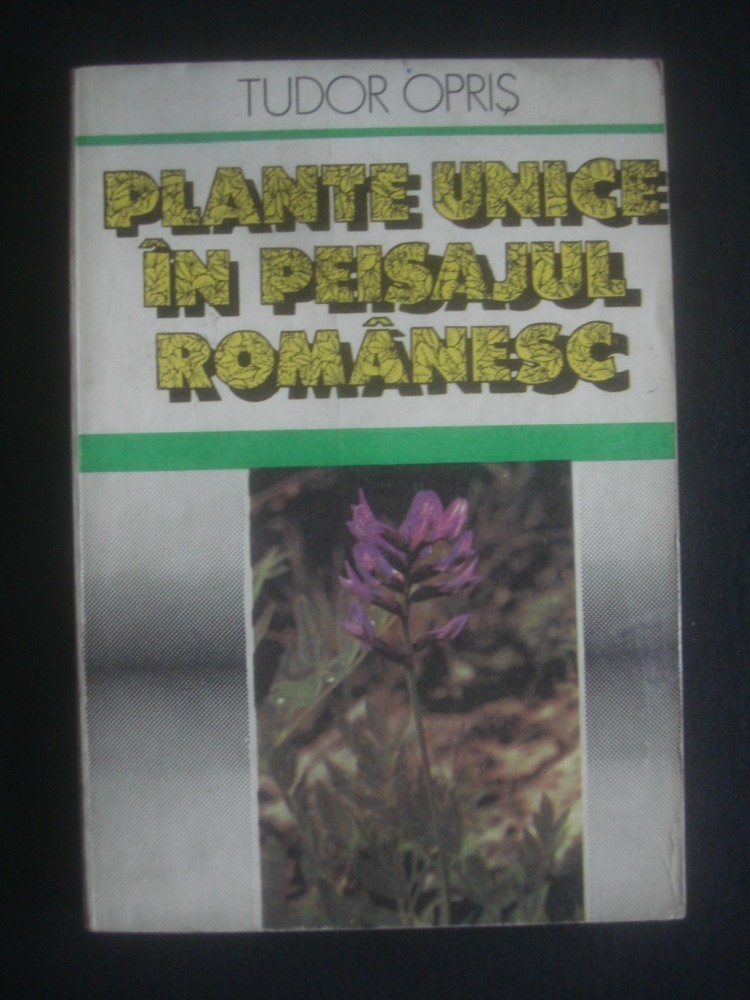 TUDOR OPRIȘ
PLANTE UNICE
ÎN PEISAJUL
ROMÂNESC